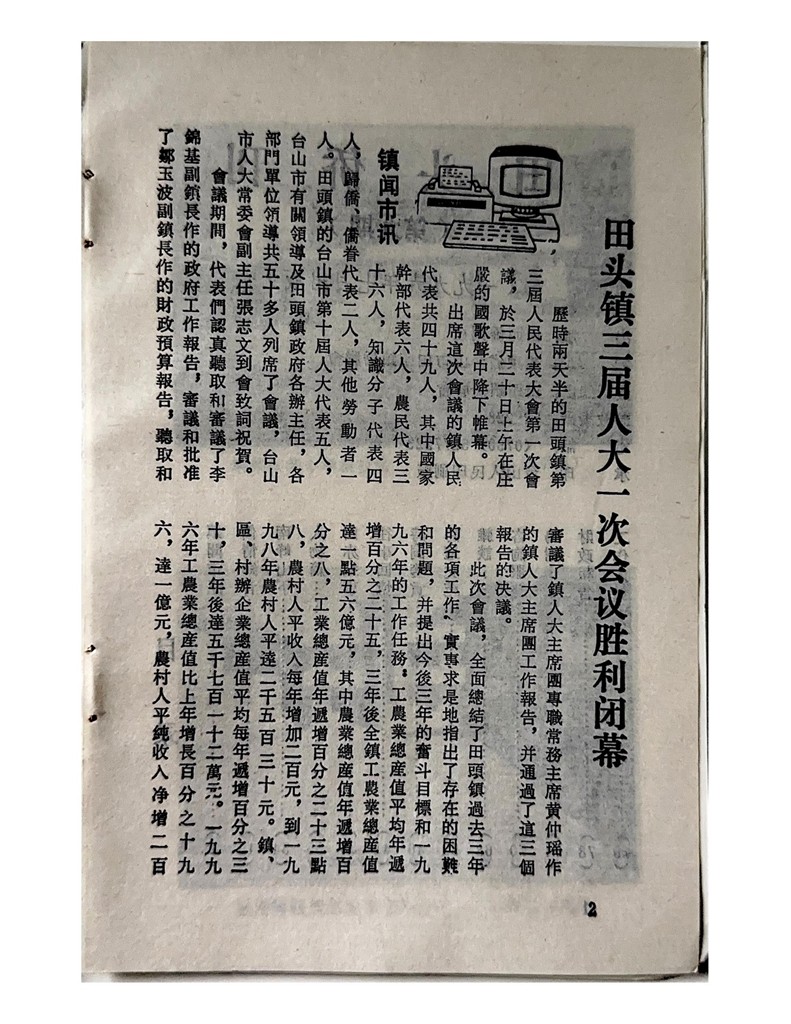 田头镇三届人大一次会议胜利闭幕
镇闻市讯
歷時兩天半的田頭鎮第
三屆人民代表大會第一次會
議，於三月二十日上午在庄
嚴的國歌聲中降下帷幕。
出席這次會議的鎮人民
代表共四十九人，其中國家
幹部代表六人，農民代表三
十六人，知識分子代表四
人，歸僑、僑眷代表二人，其他勞動者一
人。田頭鎮的台山市第十屆人大代表五人，
台山市有關領導及田頭鎮政府各辦主任，各
部門單位領導共五十多人列席了會議，台山
市人大常委會副主任張志文到會致詞祝賀。
會議期間，代表們認真聽取和審議了李
錦基副鎮長作的政府工作報告，審議和批准
了鄒玉波副鎮長作的財政預算報告，聽取和
審議了鎮人大主席團專職常務主席黄仲瑶作
的鎮人大主席團工作報告，并通過了這三個
報告的决議。
此次會議，全面總結了田頭鎮過去三年
的各項工作，實事求是地指出了存在的困難
和問題，并提出今後三年的奮斗目標和一九
九六年的工作任務。工農業總産值平均年遞
增百分之二十五，三年後全鎮工農業總産值
達一點五六億元，其中農業總産值年遞增百
分之八，工業總産值年遞增百分之二十三點
八，農村人平收入每年增加二百元，到一九
九八年農村人平達二千五百三十元。鎮、
區、村辦企業總産值平均每年遞增百分之三
十，三年後達五千七百一十二萬元。一九九
六年工農業總産值比上年增長百分之十九
六，達一億元，農村人平純收入净增二百
2